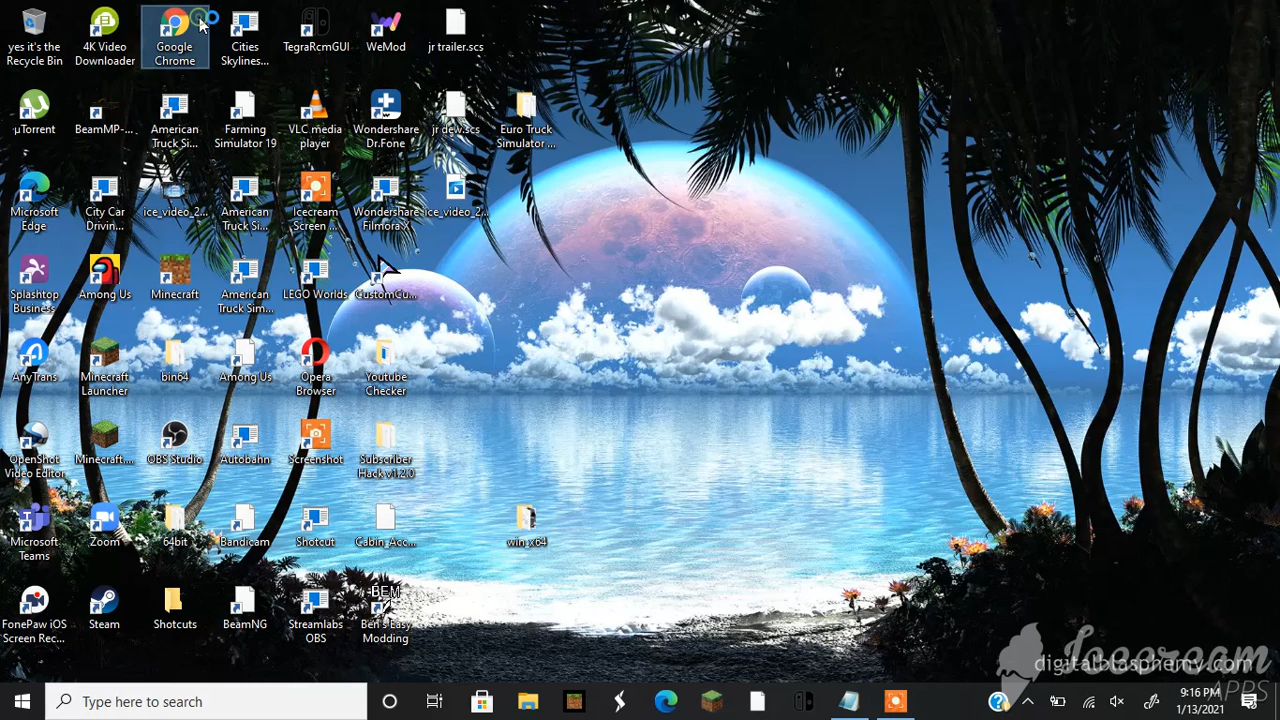 yes it's the
Recycle Bin
4K Video
Downloader
Google
Chrome
Cities
Skylines...
TegraRcmGUI
WeMod
jr trailer.scs
µTorrent
BeamMP-...
American
Truck Si...
Farming
Simulator 19
VLC media
player
Wondershare
Dr.Fone
jr dew.scs
Euro Truck
Simulator ...
Microsoft
Edge
City Car
Drivin...
ice_video_2...
American
Truck Si...
Icecream
Screen ...
Wondershare
Filmora X
ice_video_2...
Splashtop
Business
Among Us
Minecraft
American
Truck Sim...
LEGO Worlds
CustomCu...
AnyTrans
Minecraft
Launcher
bin64
Among Us
Opera
Browser
Youtube
Checker
OpenShot
Video Editor
Minecraft...
OBS Studio
Autobahn
Screenshot
Subscriber
Hack v1.2.0
Microsoft
Teams
Zoom
64bit
Bandicam
Shotcut
Cabin_Acc...
win-x64
FonePaw iOS
Screen Rec...
Steam
Shotcuts
BeamNG
Streamlabs
OBS
BEM
Ben's Easy
Modding
Icecream
APPS
digitalblasphemy.com
Type here to search
9:16 PM
1/13/2021